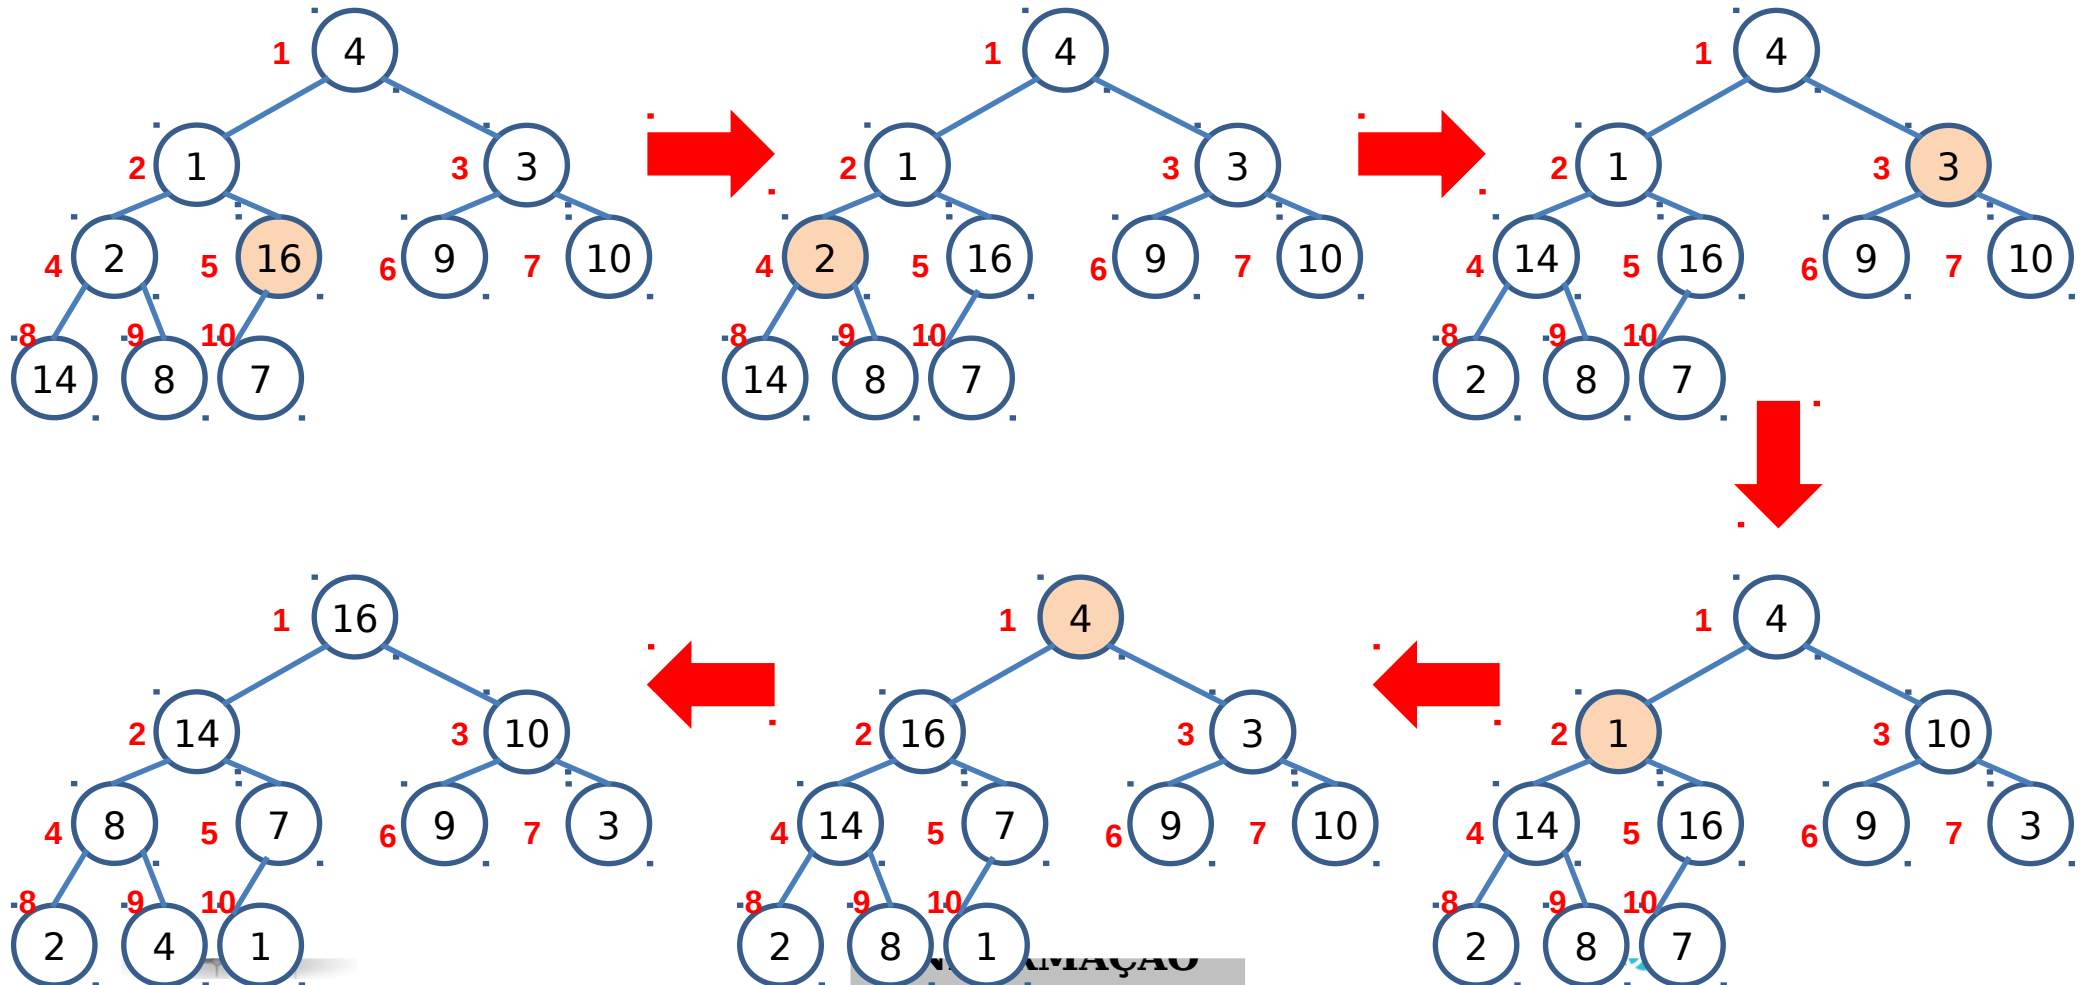 1 4 1 4 1 4
2 1 3 3 2 1 3 3 2 1 3 3
4 2 5 16 6 9 7 10 4 2 5 16 6 9 7 10 4 14 5 16 6 9 7 10
8 9 10 8 9 10 8 9 10
14 8 7 14 8 7 2 8 7
1 16 1 4 1 4
2 14 3 10 2 16 3 3 2 1 3 10
4 8 5 7 6 9 7 3 4 14 5 7 6 9 7 10 4 14 5 16 6 9 7 3
8 9 10 8 9 10 8 9 10
2 4 1 2 8 1 2 8 7